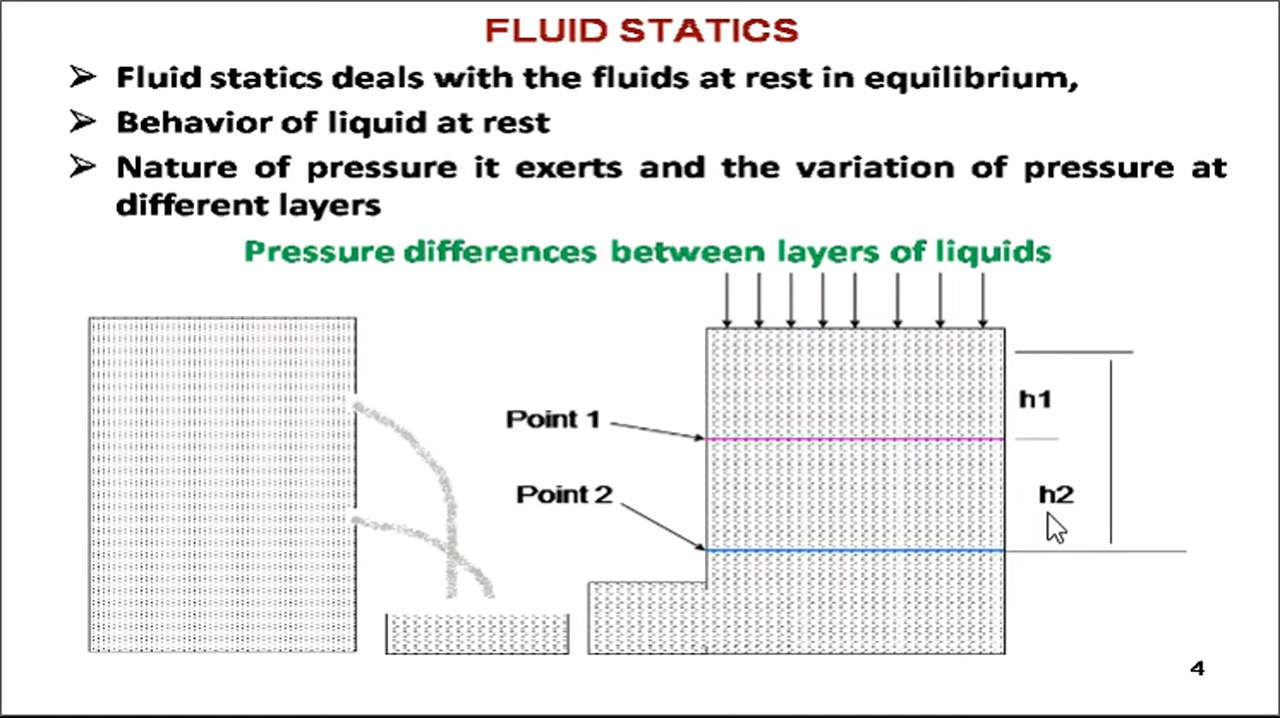 FLUID STATICS
Fluid statics deals with the fluids at rest in equilibrium,
Behavior of liquid at rest
Nature of pressure it exerts and the variation of pressure at
different layers
Pressure differences between layers of liquids
h1
Point 1
Point 2
h2
4